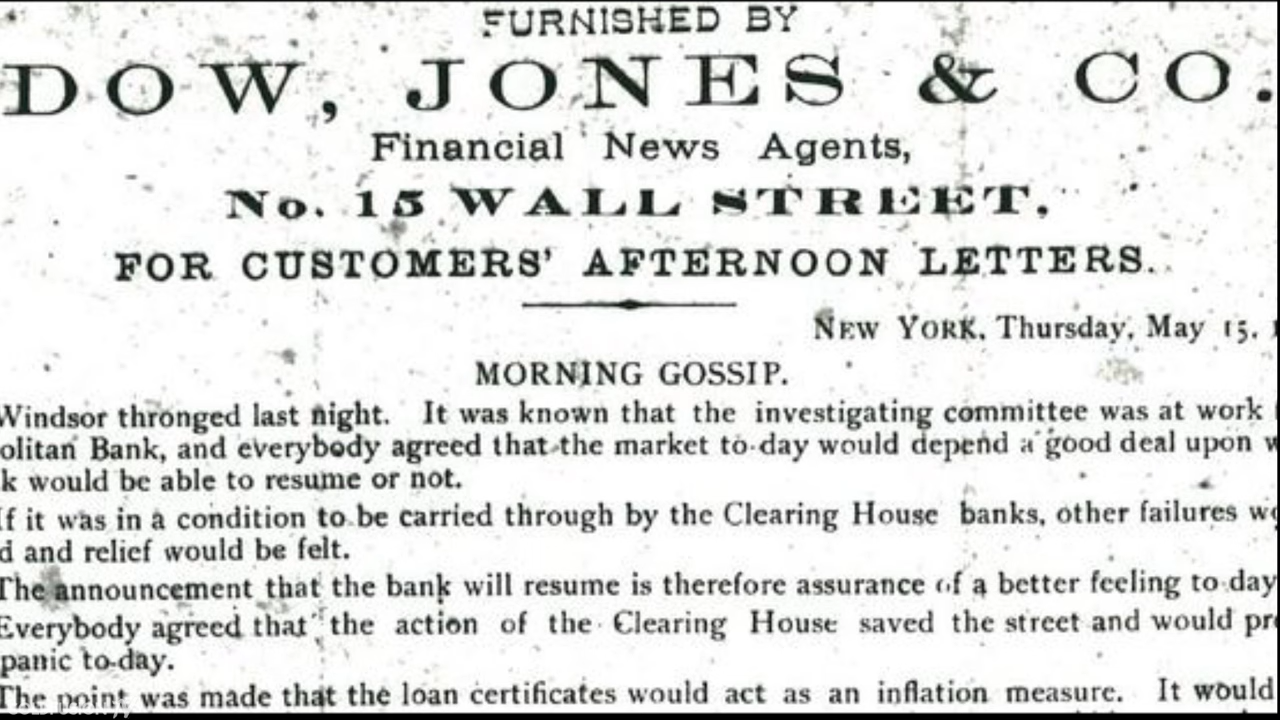 FURNISHED BY
DOW, JONES & CO.
Financial News Agents,
No. 15 WALL STREET.
FOR CUSTOMERS' AFTERNOON LETTERS.
NEW YORK, Thursday, May 15.
MORNING GOSSIP.
Windsor thronged last night. It was known that the investigating committee was at work
olitan Bank, and everybody agreed that the market to-day would depend a good deal upon w
k would be able to resume or not.
If it was in a condition to be carried through by the Clearing House banks, other failures wo
d and relief would be felt.
The announcement that the bank will resume is therefore assurance of a better feeling to-day
Everybody agreed that the action of the Clearing House saved the street and would pre
panic to-day.
The point was made that the loan certificates would act as an inflation measure. It would